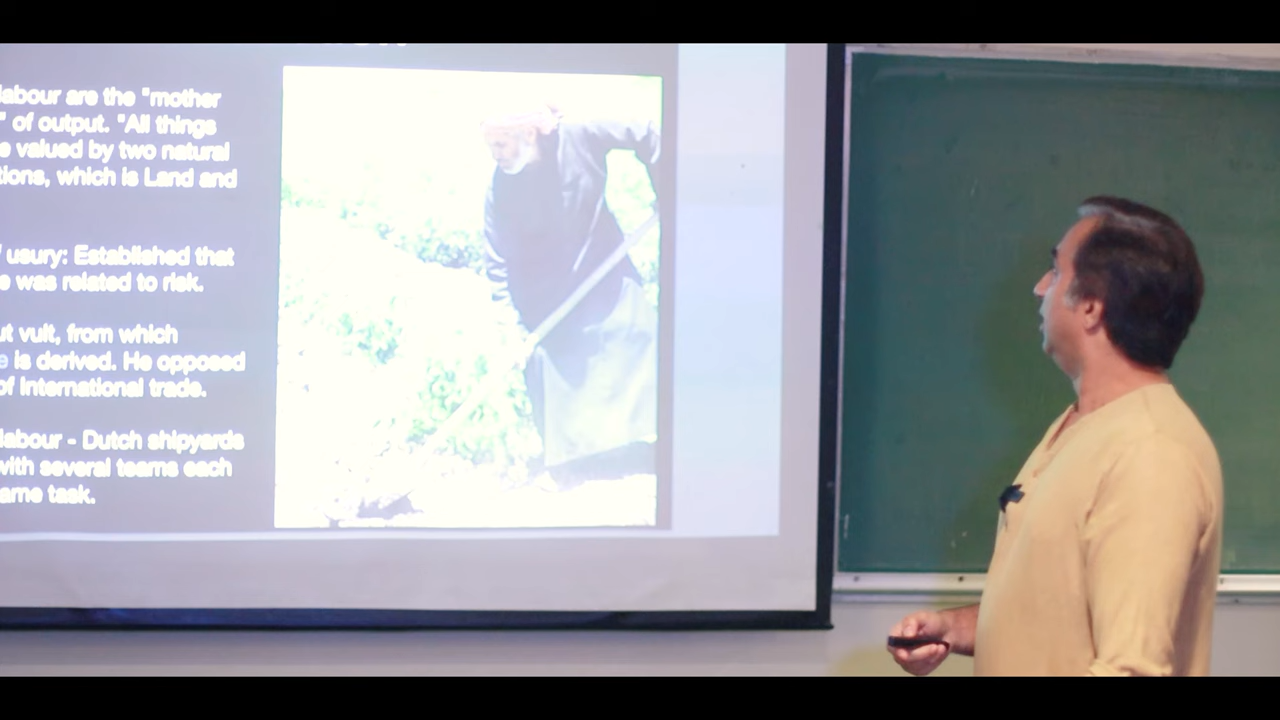 labour are the "mother
" of output. "All things
e valued by two natural
tions, which is Land and
' usury: Established that
e was related to risk.
ut vult, from which
e is derived. He opposed
of international trade.
labour - Dutch shipyards
with several teams each
ame task.